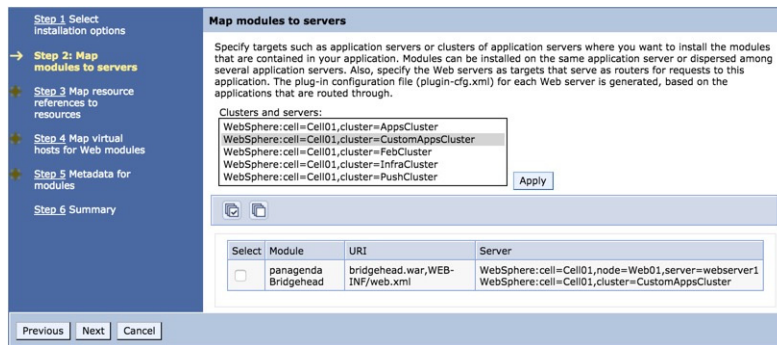 Step 1 Select
installation options
Step 2: Map
modules to servers
Step 3 Map resource
references to
resources
Step 4 Map virtual
hosts for Web modules
Step 5 Metadata for
modules
Step 6 Summary
Map modules to servers
Specify targets such as application servers or clusters of application servers where you want to install the modules
that are contained in your application. Modules can be installed on the same application server or dispersed among
several application servers. Also, specify the Web servers as targets that serve as routers for requests to this
application. The plug-in configuration file (plugin-cfg.xml) for each Web server is generated, based on the
applications that are routed through.
Clusters and servers:
WebSphere:cell=Cell01,cluster=AppsCluster
WebSphere:cell=Cell01,cluster=CustomAppsCluster
WebSphere:cell=Cell01,cluster=FebCluster
WebSphere:cell=Cell01,cluster=InfraCluster
WebSphere:cell=Cell01,cluster=PushCluster
Apply
Select Module URI Server
panagenda bridgehead.war,WEB- WebSphere:cell=Cell01,node=Web01,server=webserver1
Bridgehead INF/web.xml WebSphere:cell=Cell01,cluster=CustomAppsCluster
Previous Next Cancel